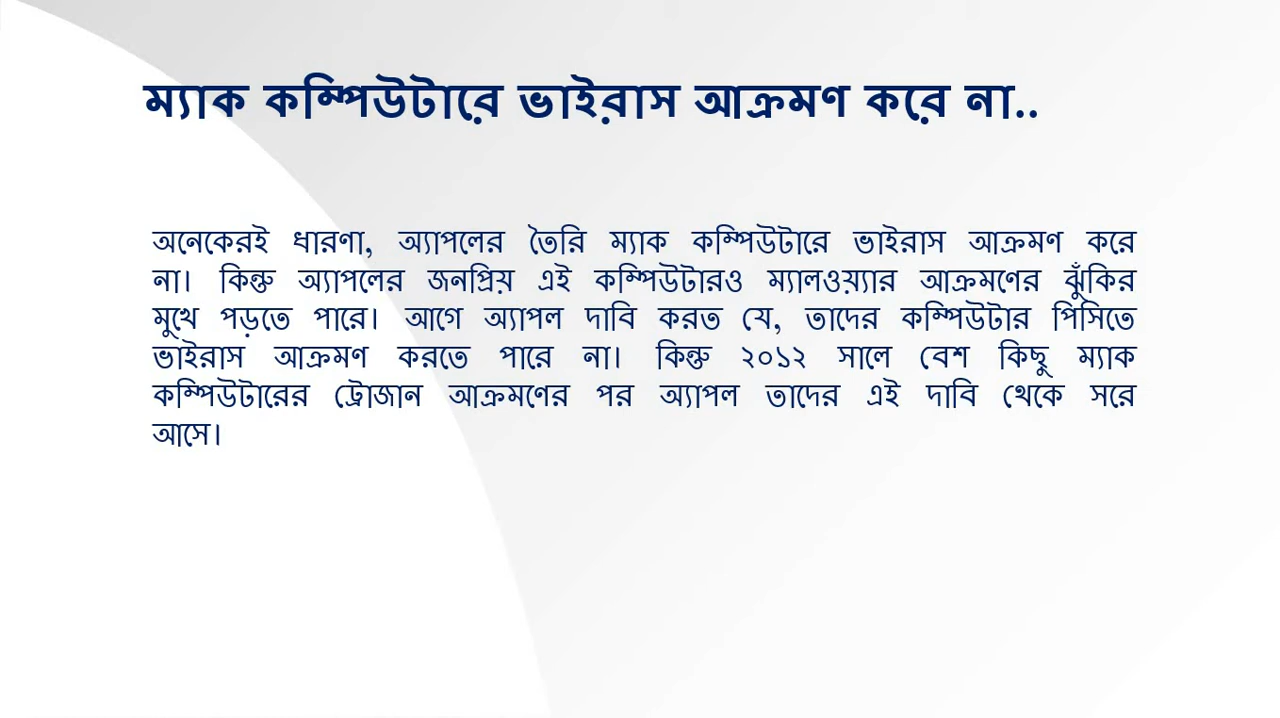 ম্যাক কম্পিউটারে ভাইরাস আক্রমণ করে না..
অনেকেরই ধারণা, অ্যাপলের তৈরি ম্যাক কম্পিউটারে ভাইরাস আক্রমণ করে
না। কিন্তু অ্যাপলের জনপ্রিয় এই কম্পিউটারও ম্যালওয়্যার আক্রমণের ঝুঁকির
মুখে পড়তে পারে। আগে অ্যাপল দাবি করত যে, তাদের কম্পিউটার পিসিতে
ভাইরাস আক্রমণ করতে পারে না। কিন্তু ২০১২ সালে বেশ কিছু ম্যাক
কম্পিউটারের ট্রোজান আক্রমণের পর অ্যাপল তাদের এই দাবি থেকে সরে
আসে।